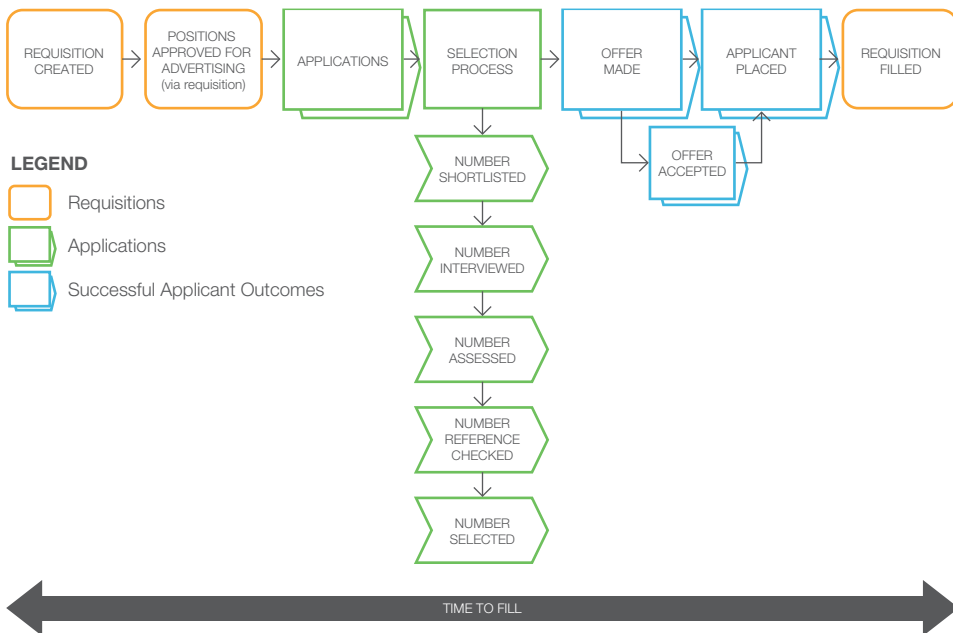 REQUISITION
CREATED
POSITIONS
APPROVED FOR
ADVERTISING
(via requisition)
APPLICATIONS
SELECTION
PROCESS
OFFER
MADE
APPLICANT
PLACED
REQUISITION
FILLED
OFFER
ACCEPTED
NUMBER
SHORTLISTED
NUMBER
INTERVIEWED
NUMBER
ASSESSED
NUMBER
REFERENCE
CHECKED
NUMBER
SELECTED
LEGEND
Requisitions
Applications
Successful Applicant Outcomes
TIME TO FILL